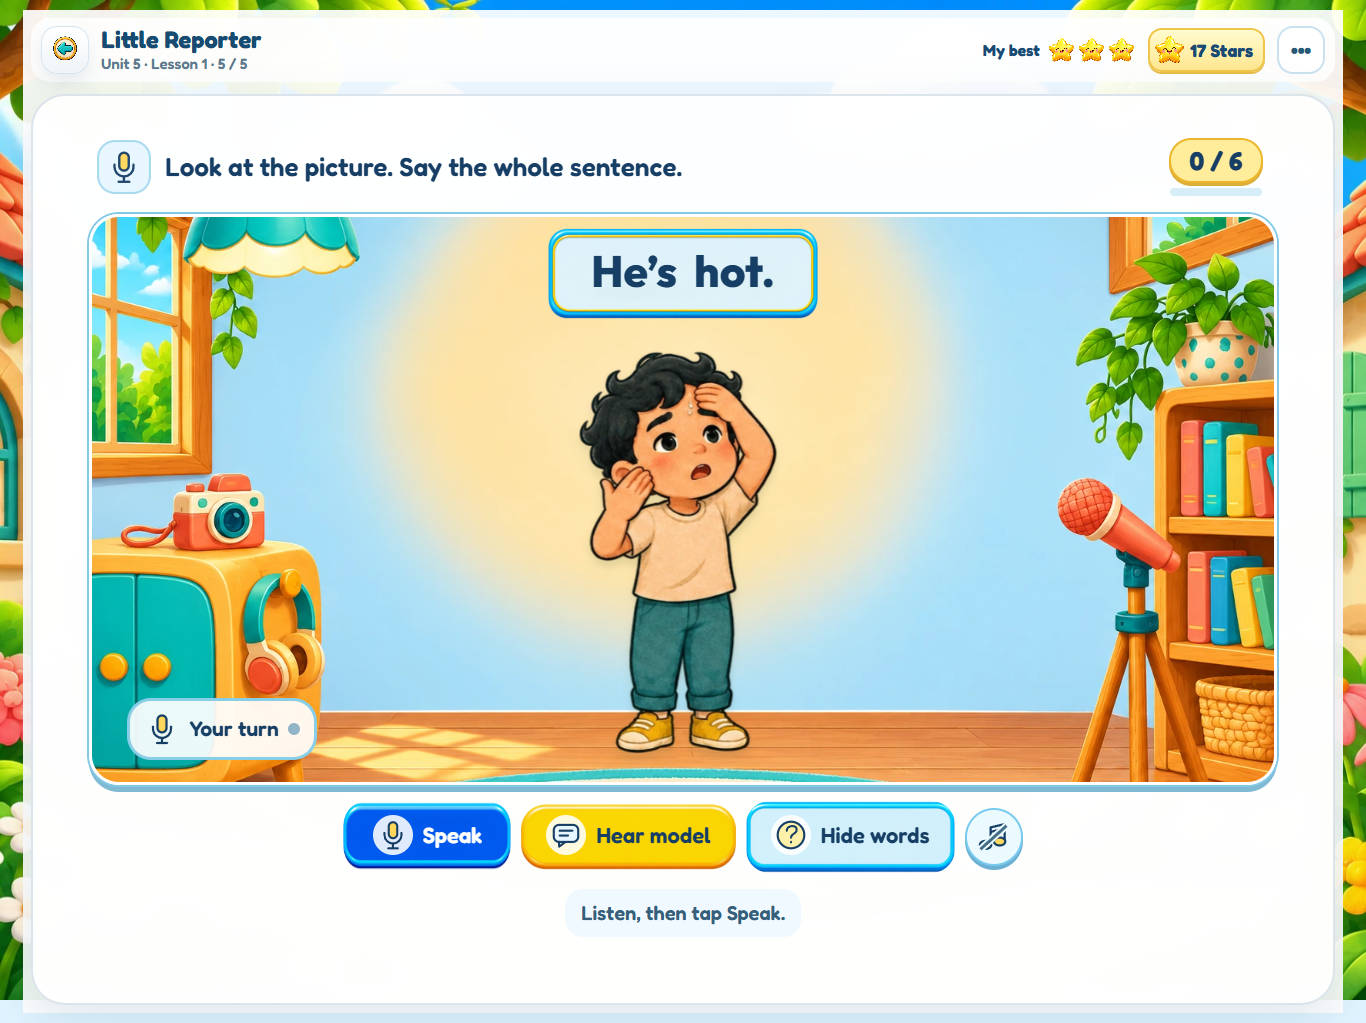 Little Reporter
Unit 5 · Lesson 1 · 5 / 5
My best
17 Stars
Look at the picture. Say the whole sentence.
0 / 6
He’s hot.
Your turn
Speak
Hear model
Hide words
Listen, then tap Speak.